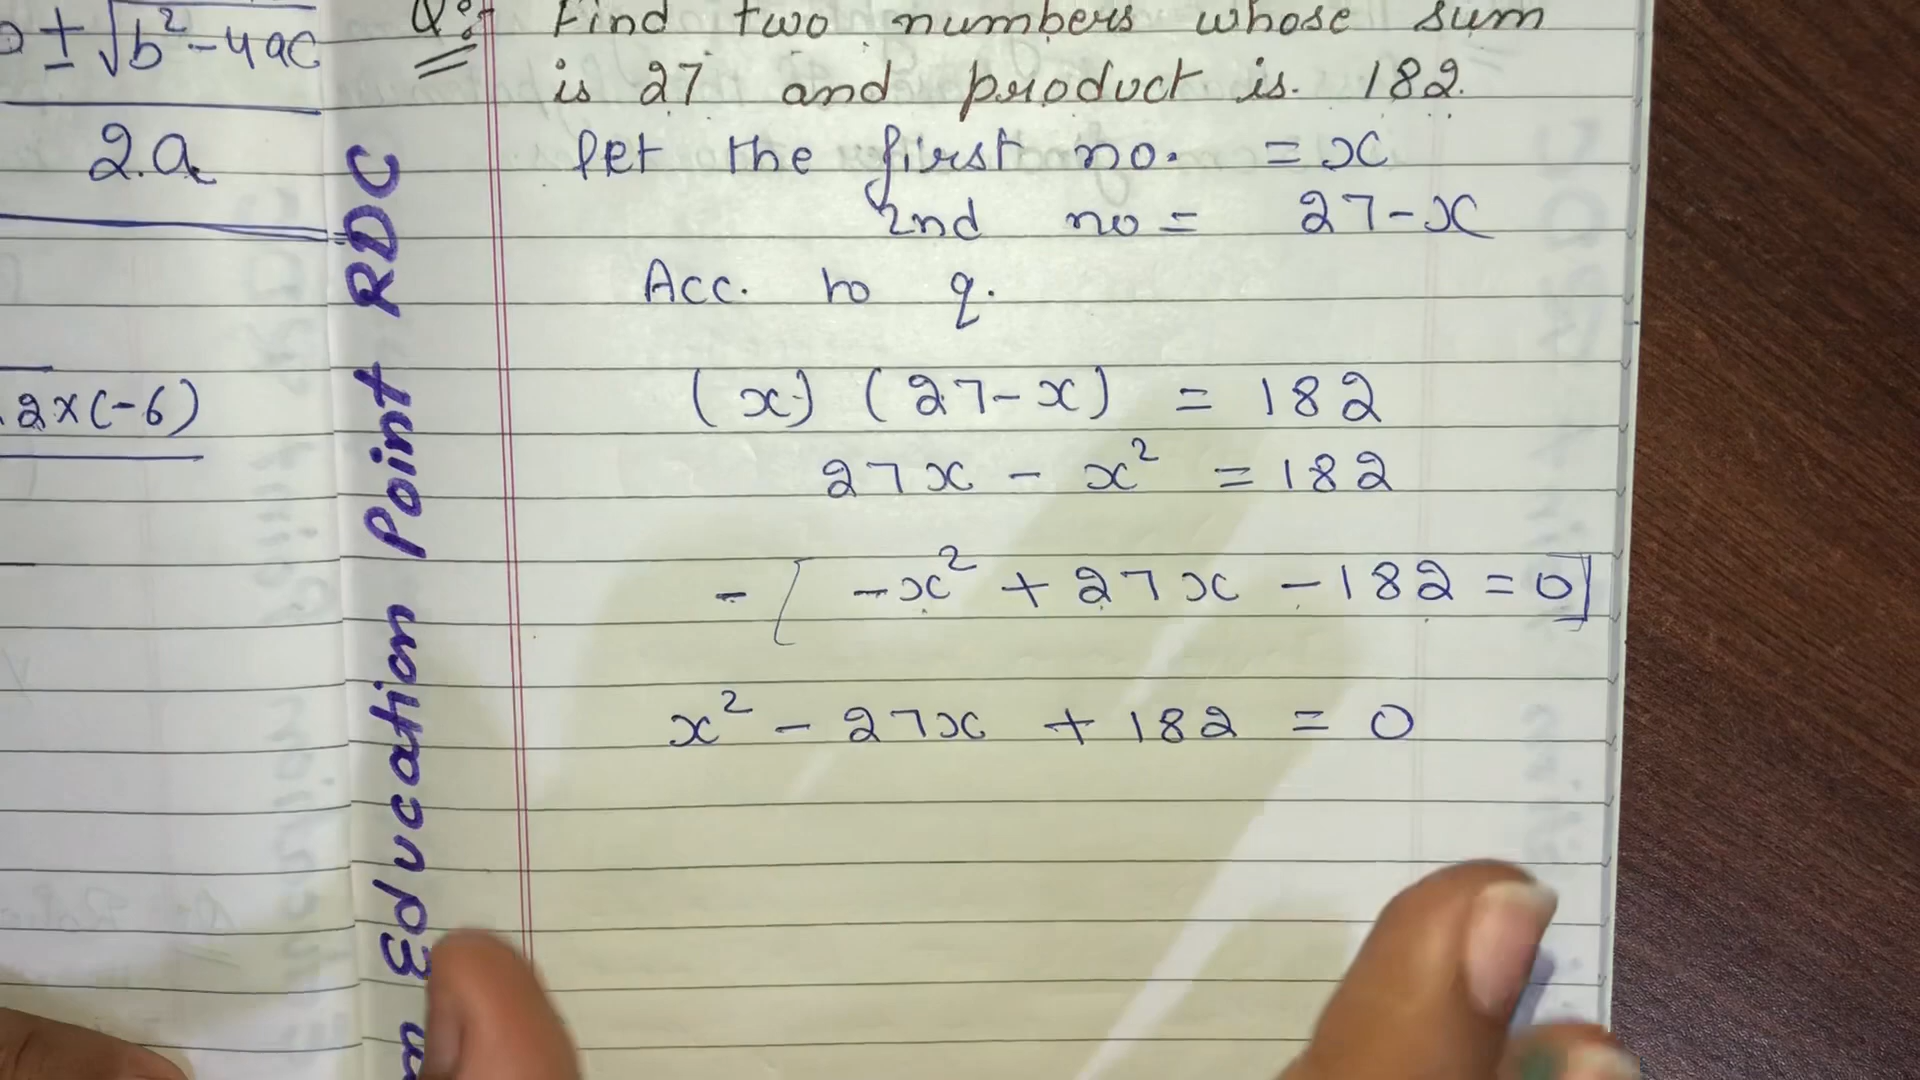 ± √b²-4ac
2.a
2x(-6)
Education Point RDC
Q:- Find two numbers whose sum
is 27 and product is. 182.
let the first no. = x
2nd no = 27-x
Acc. to q.
(x) (27-x) = 182
27x - x² = 182
- [ -x² + 27x - 182 = 0]
x² - 27x + 182 = 0